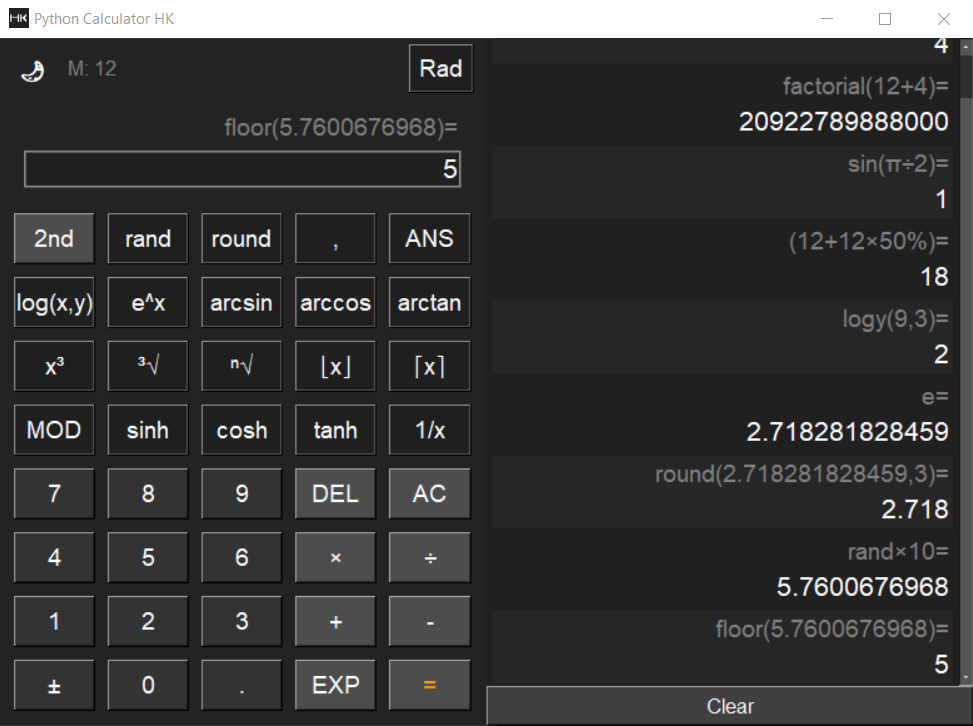 HK Python Calculator HK
M: 12
Rad
floor(5.7600676968)=
5
2nd rand round , ANS
log(x,y) e^x arcsin arccos arctan
x³ ³√ ⁿ√ ⌊x⌋ ⌈x⌉
MOD sinh cosh tanh 1/x
7 8 9 DEL AC
4 5 6 × ÷
1 2 3 + -
± 0 . EXP =
4
factorial(12+4)=
20922789888000
sin(π÷2)=
1
(12+12×50%)=
18
logy(9,3)=
2
e=
2.718281828459
round(2.718281828459,3)=
2.718
rand×10=
5.7600676968
floor(5.7600676968)=
5
Clear